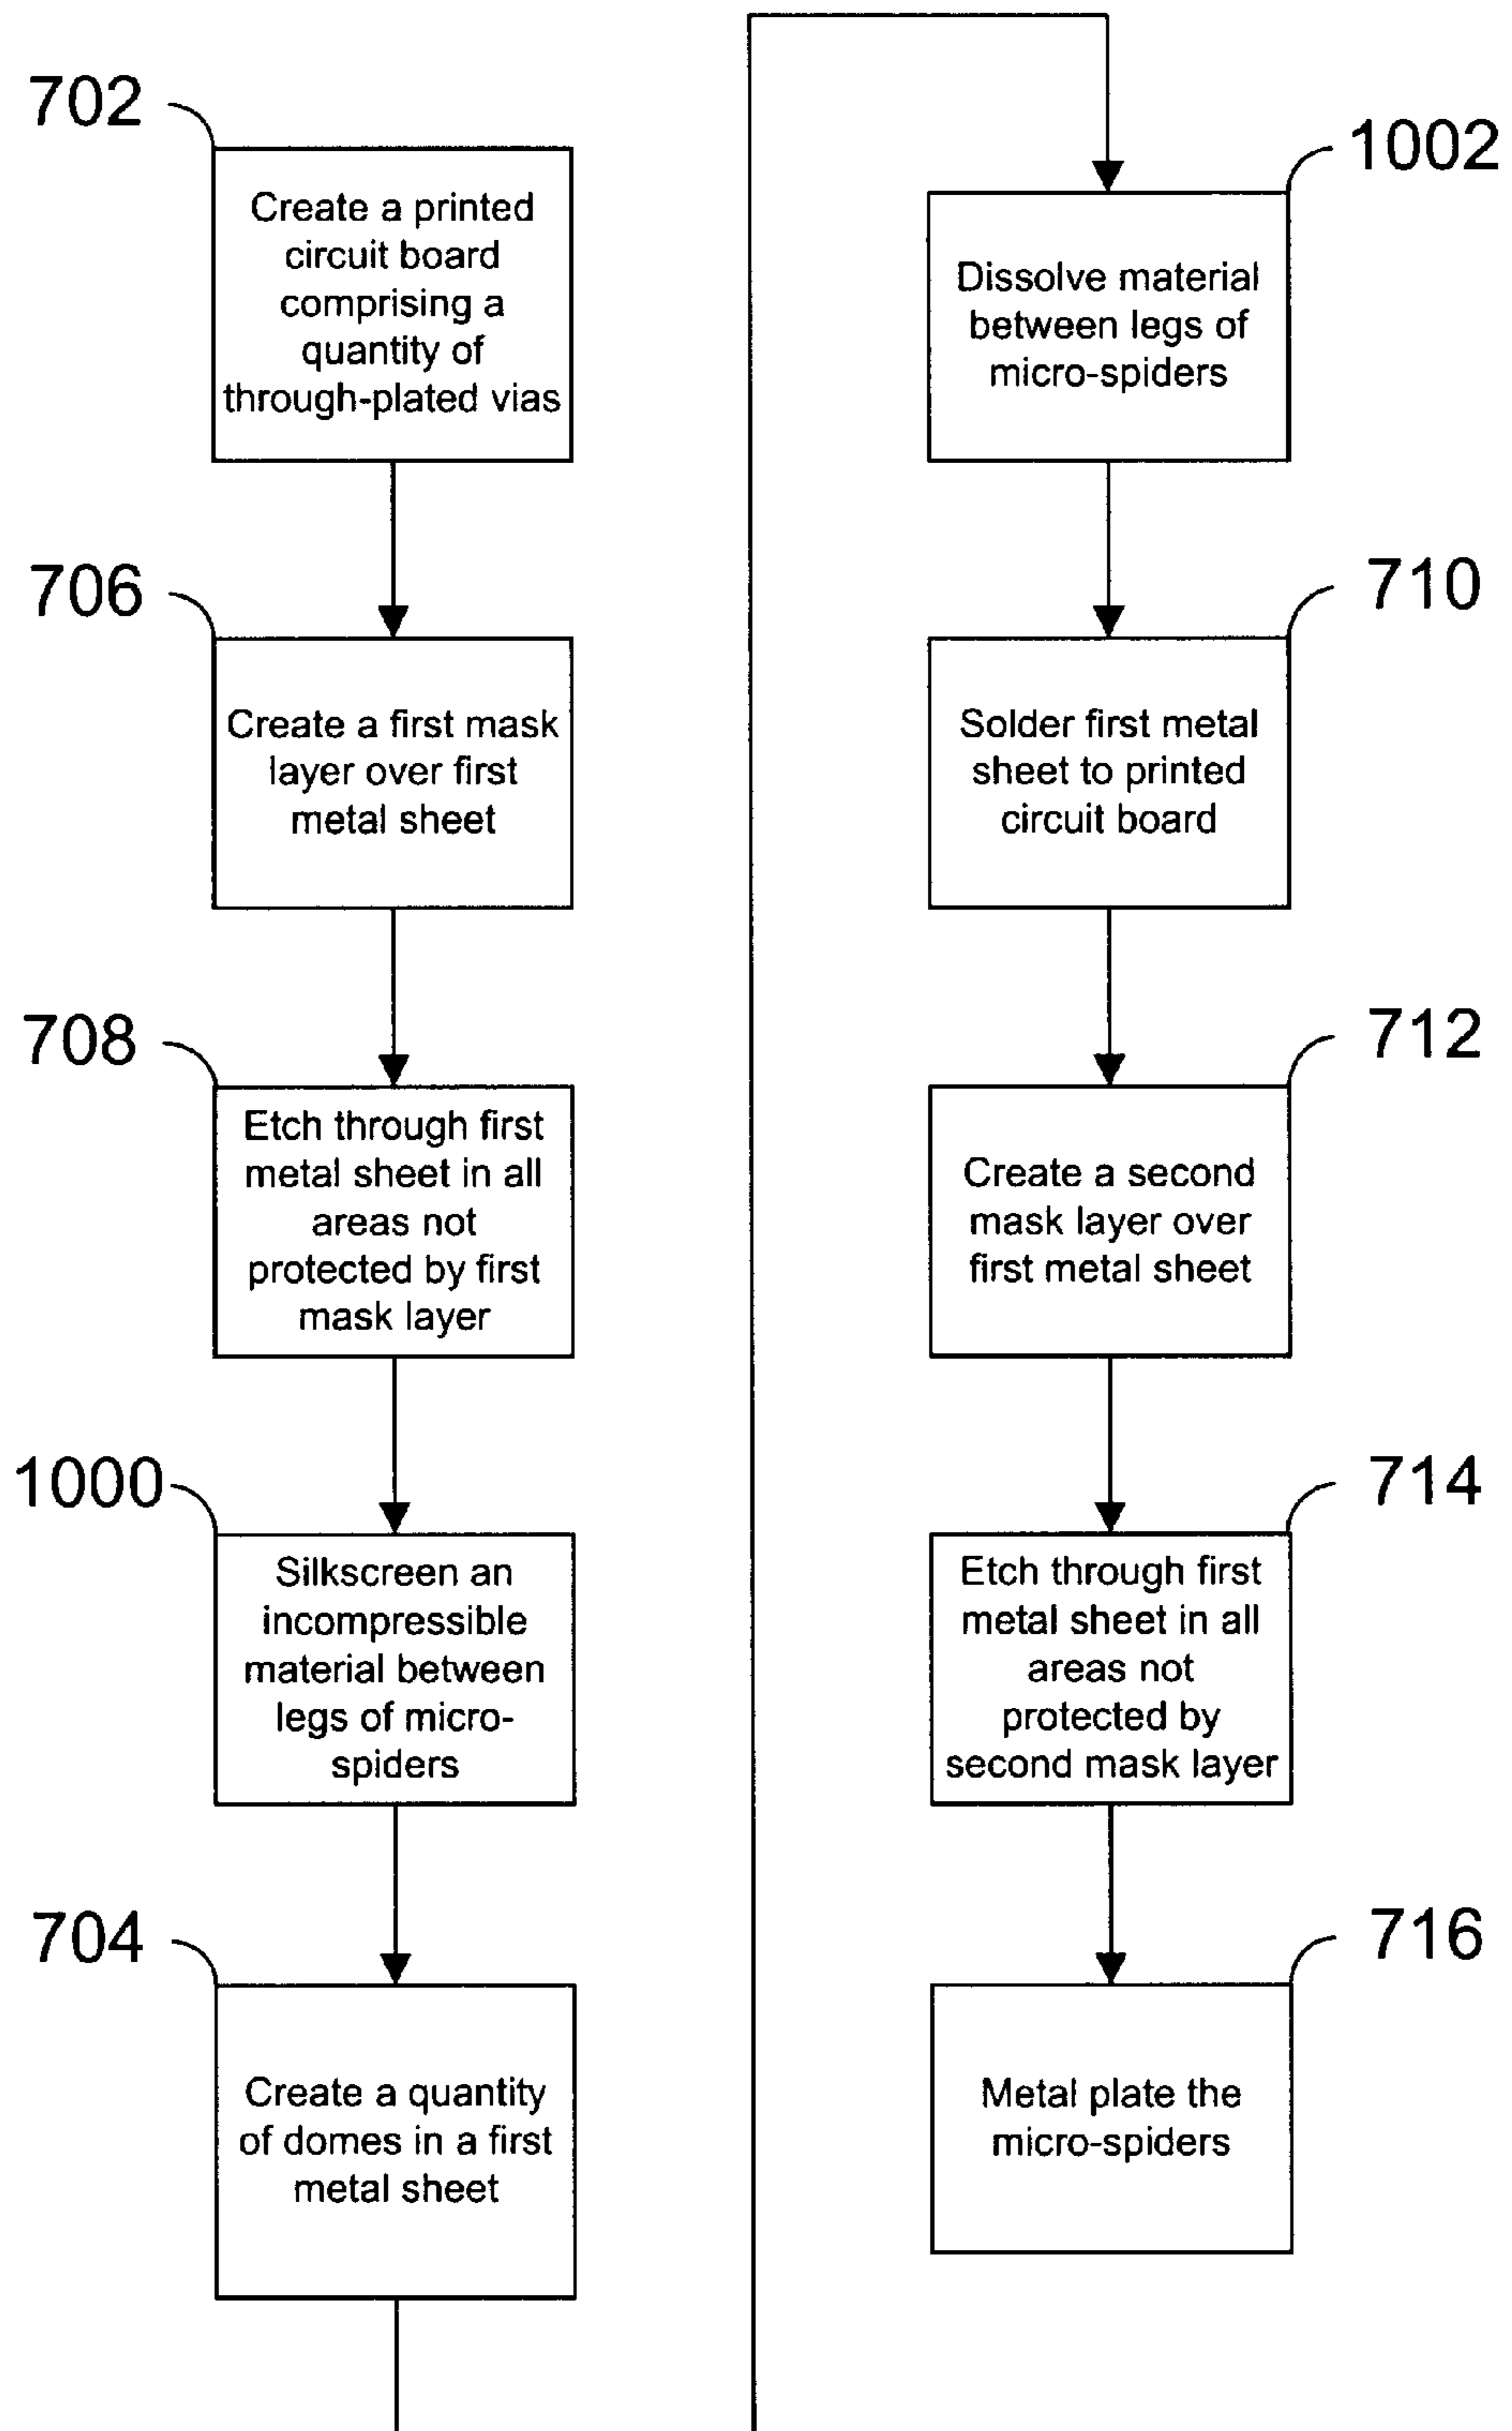 702
Create a printed
circuit board
comprising a
quantity of
through-plated vias
706
Create a first mask
layer over first
metal sheet
708
Etch through first
metal sheet in all
areas not
protected by first
mask layer
1000
Silkscreen an
incompressible
material between
legs of micro-
spiders
704
Create a quantity
of domes in a first
metal sheet
1002
Dissolve material
between legs of
micro-spiders
710
Solder first metal
sheet to printed
circuit board
712
Create a second
mask layer over
first metal sheet
714
Etch through first
metal sheet in all
areas not
protected by
second mask layer
716
Metal plate the
micro-spiders